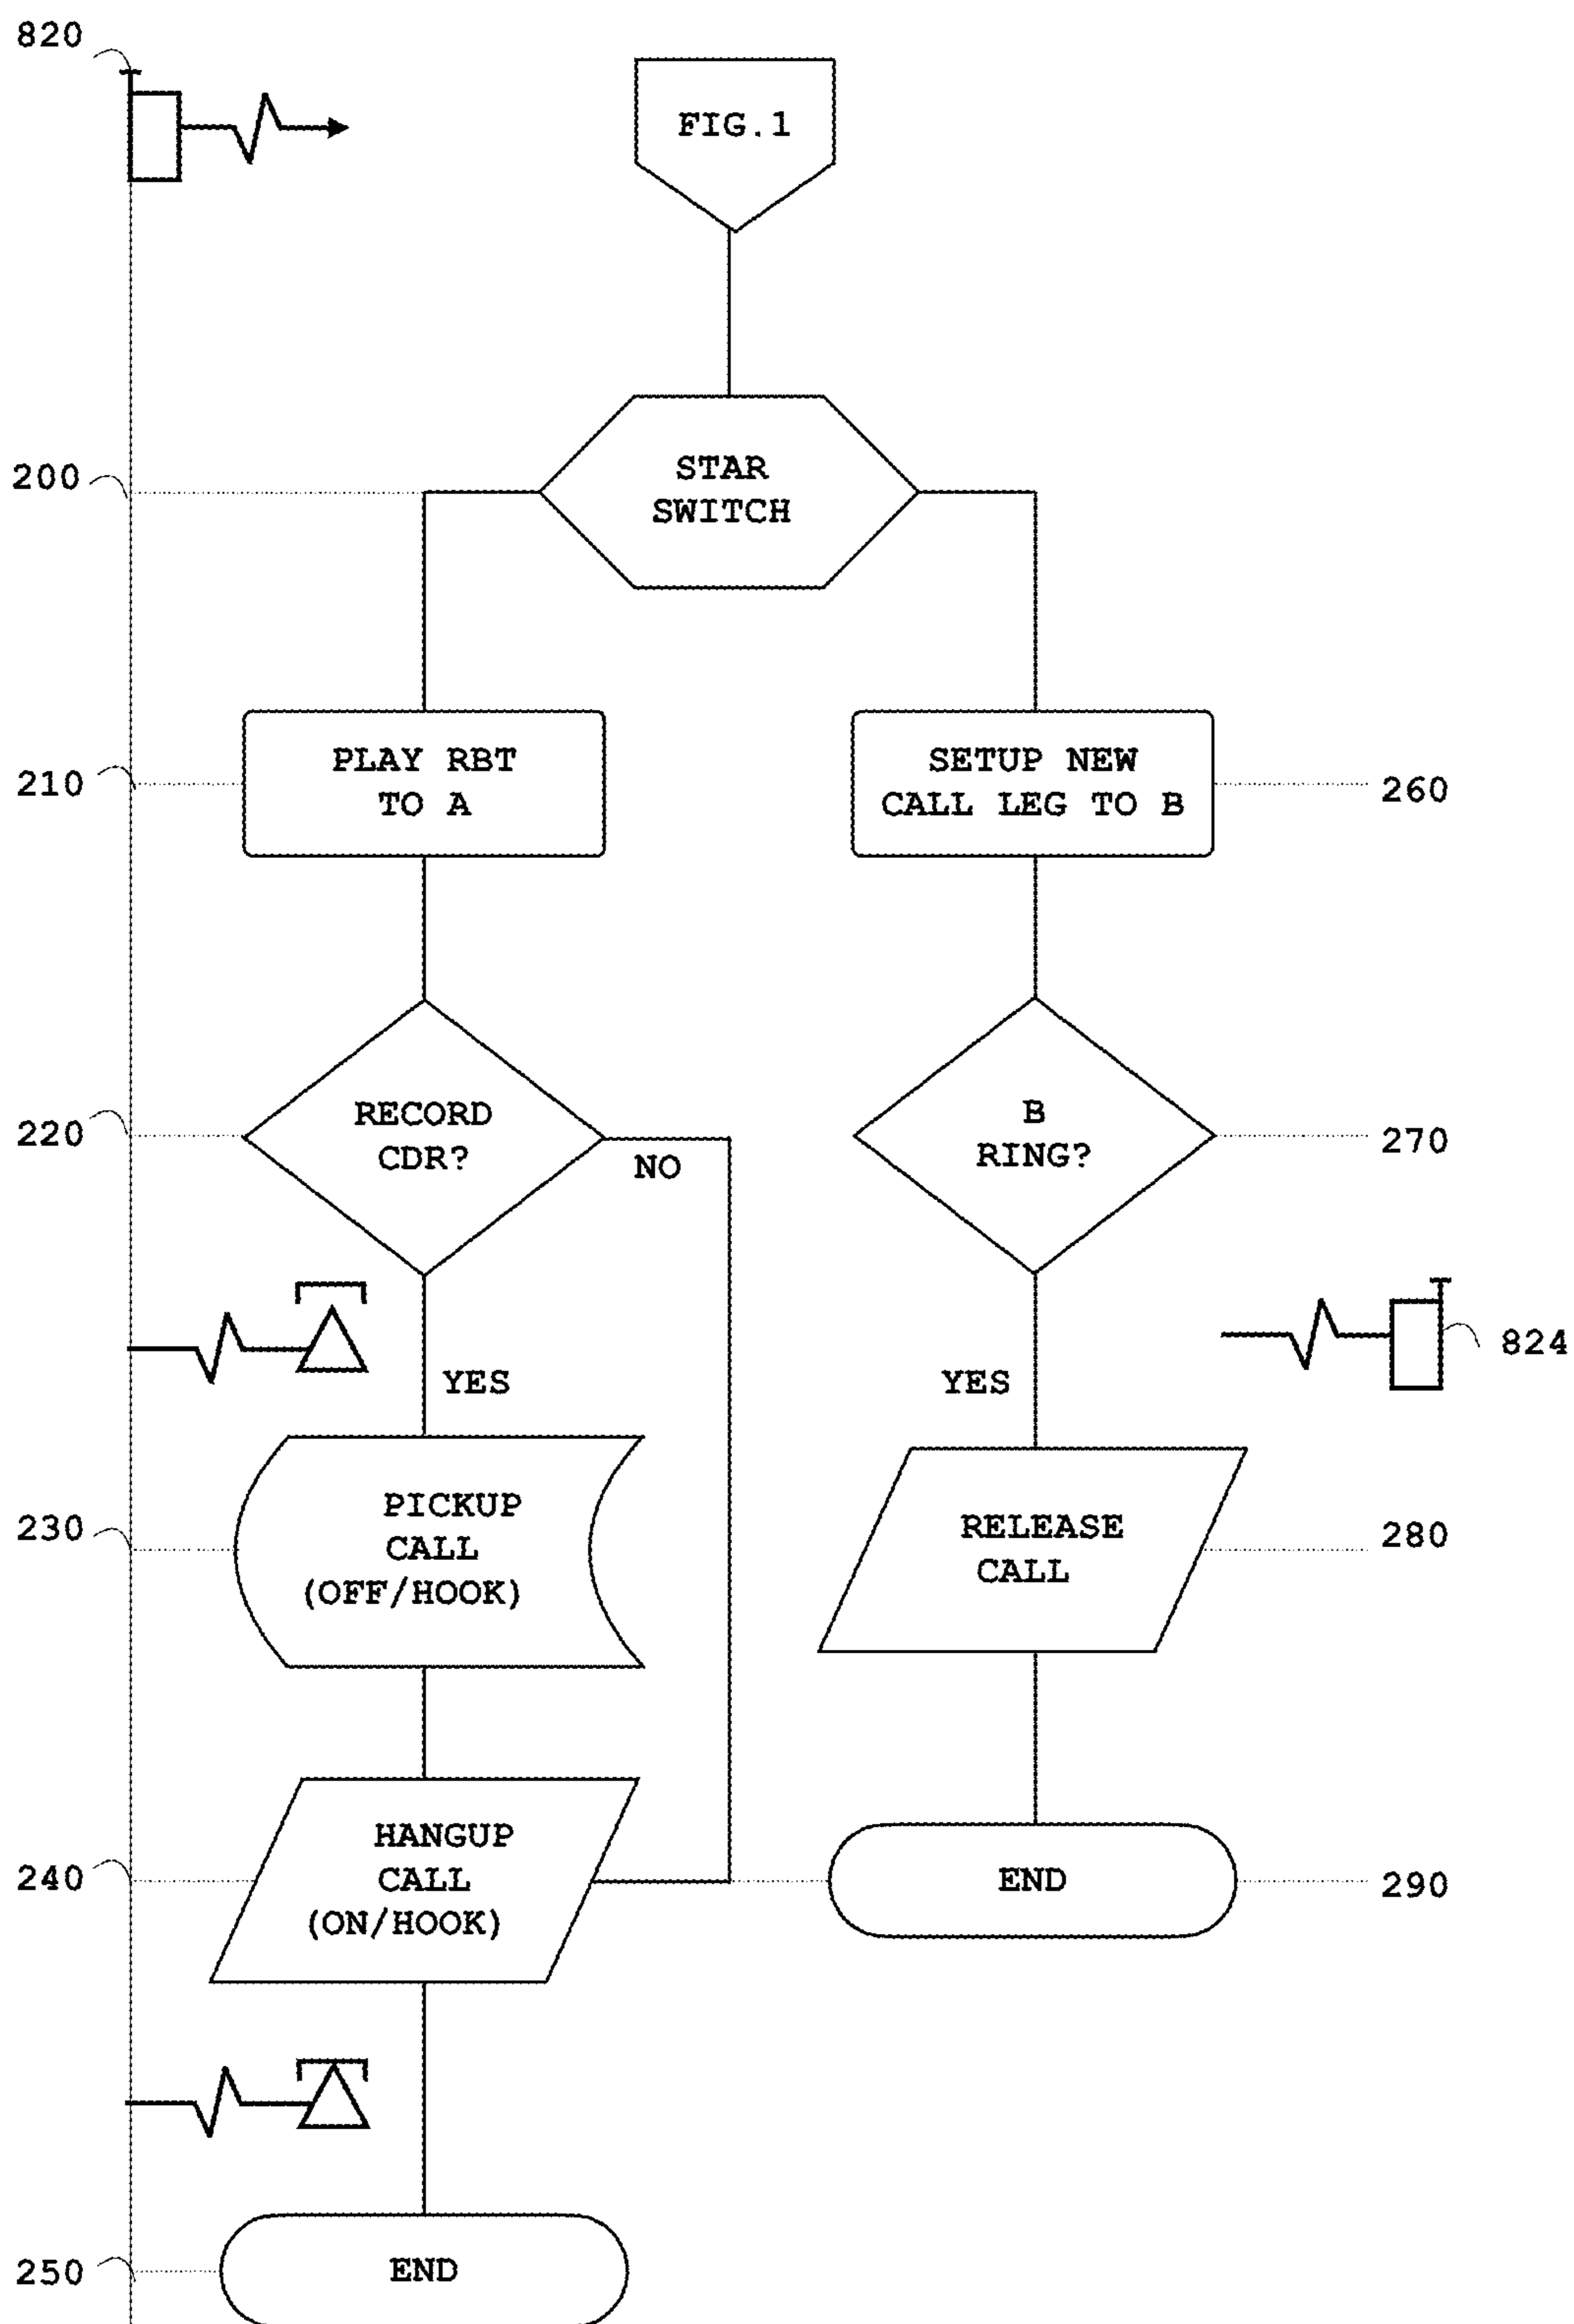 820
FIG.1
200
STAR
SWITCH
210
PLAY RBT
TO A
SETUP NEW
CALL LEG TO B
260
220
RECORD
CDR?
NO
B
RING?
270
YES
YES
824
230
PICKUP
CALL
(OFF/HOOK)
RELEASE
CALL
280
240
HANGUP
CALL
(ON/HOOK)
END
290
250
END